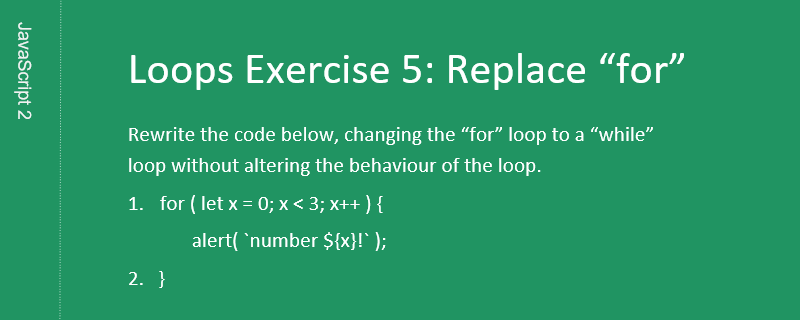 JavaScript 2
Loops Exercise 5: Replace “for”
Rewrite the code below, changing the “for” loop to a “while”
loop without altering the behaviour of the loop.
1. for ( let x = 0; x < 3; x++ ) {
alert( `number ${x}!` );
2. }